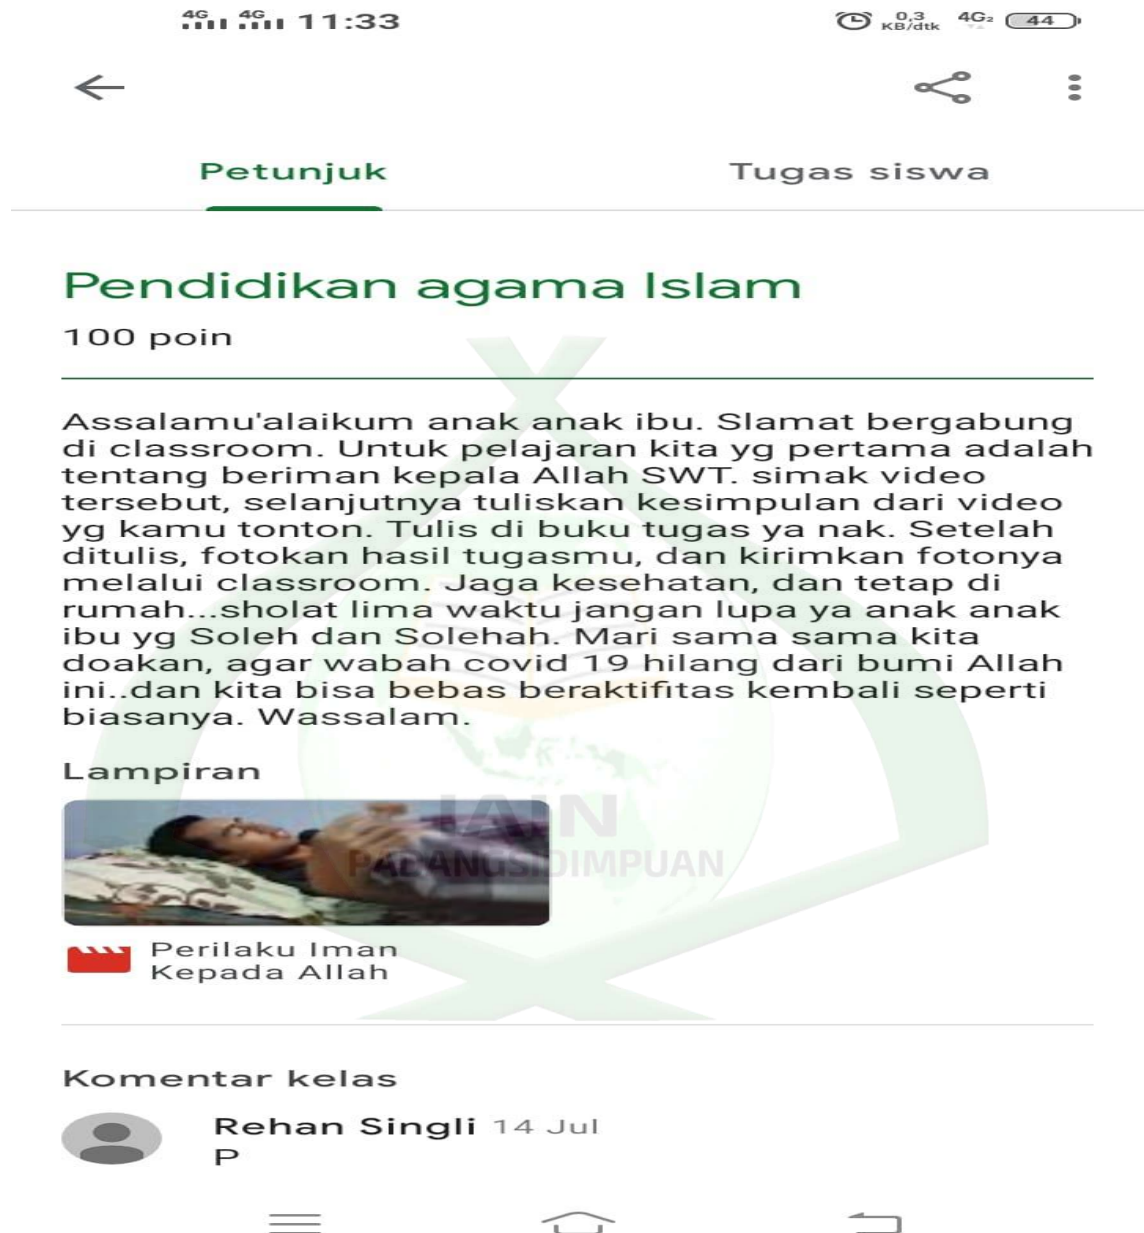 4G 4G 11:33 0,3 KB/dtk 4G2 44
Petunjuk Tugas siswa
Pendidikan agama Islam
100 poin
Assalamu'alaikum anak anak ibu. Slamat bergabung
di classroom. Untuk pelajaran kita yg pertama adalah
tentang beriman kepala Allah SWT. simak video
tersebut, selanjutnya tuliskan kesimpulan dari video
yg kamu tonton. Tulis di buku tugas ya nak. Setelah
ditulis, fotokan hasil tugasmu, dan kirimkan fotonya
melalui classroom. Jaga kesehatan, dan tetap di
rumah...sholat lima waktu jangan lupa ya anak anak
ibu yg Soleh dan Solehah. Mari sama sama kita
doakan, agar wabah covid 19 hilang dari bumi Allah
ini..dan kita bisa bebas beraktifitas kembali seperti
biasanya. Wassalam.
Lampiran
IAIN
PADANGSIDIMPUAN
Perilaku Iman
Kepada Allah
Komentar kelas
Rehan Singli 14 Jul
P